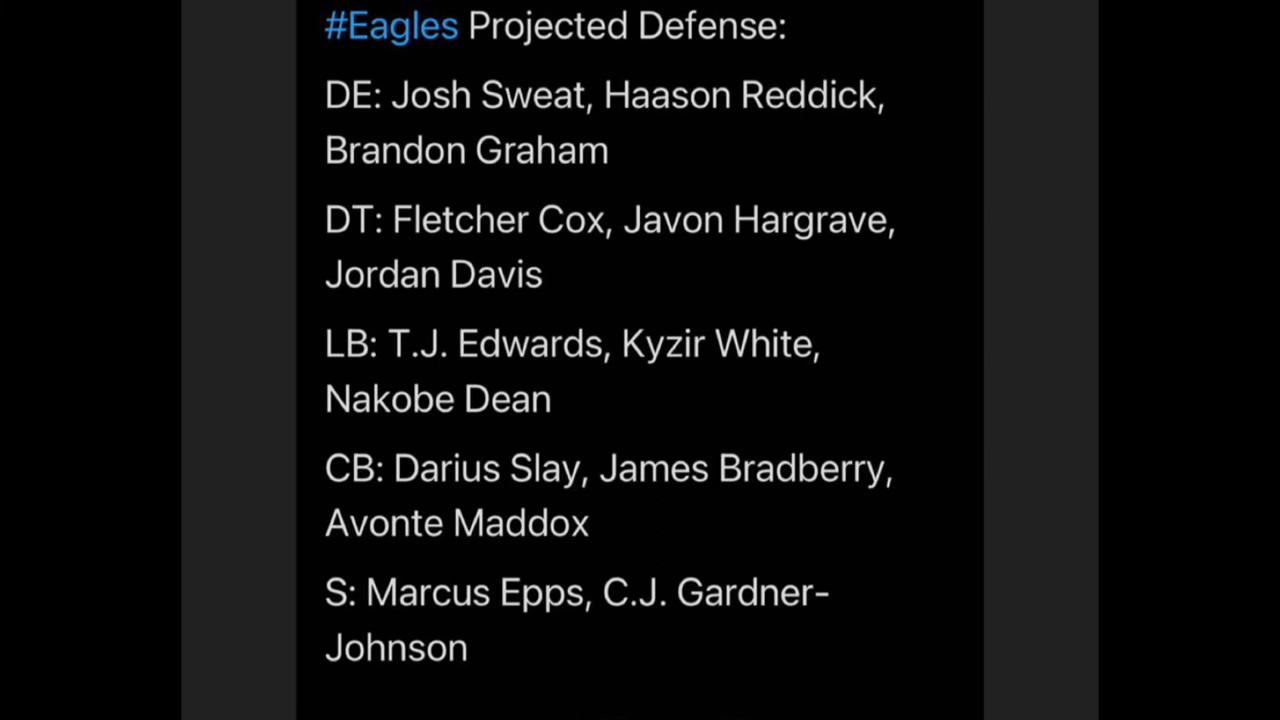 #Eagles Projected Defense:
DE: Josh Sweat, Haason Reddick,
Brandon Graham
DT: Fletcher Cox, Javon Hargrave,
Jordan Davis
LB: T.J. Edwards, Kyzir White,
Nakobe Dean
CB: Darius Slay, James Bradberry,
Avonte Maddox
S: Marcus Epps, C.J. Gardner-
Johnson